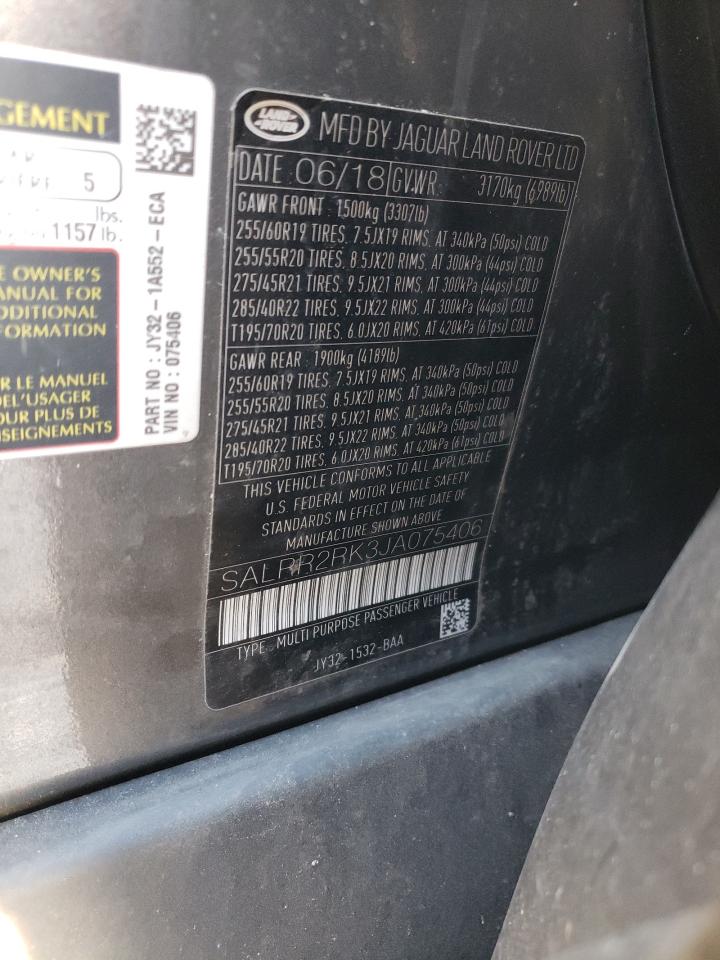 GEMENT
5
lbs.
1157 lb.
E OWNER'S
ANUAL FOR
DDITIONAL
FORMATION
R LE MANUEL
DEL'USAGER
OUR PLUS DE
NSEIGNEMENTS
PART NO : JY32-1A552-ECA
VIN NO : 075406
LAND ROVER
MFD BY JAGUAR LAND ROVER LTD
DATE 06/18 GVWR 3170kg (6989lb)
GAWR FRONT 1500kg (3307lb)
255/60R19 TIRES, 7.5JX19 RIMS, AT 340kPa (50psi) COLD
255/55R20 TIRES, 8.5JX20 RIMS, AT 300kPa (44psi) COLD
275/45R21 TIRES, 9.5JX21 RIMS, AT 300kPa (44psi) COLD
285/40R22 TIRES, 9.5JX22 RIMS, AT 300kPa (44psi) COLD
T195/70R20 TIRES, 6.0JX20 RIMS, AT 420kPa (61psi) COLD
GAWR REAR : 1900kg (4189lb)
255/60R19 TIRES, 7.5JX19 RIMS, AT 340kPa (50psi) COLD
255/55R20 TIRES, 8.5JX20 RIMS, AT 340kPa (50psi) COLD
275/45R21 TIRES, 9.5JX21 RIMS, AT 340kPa (50psi) COLD
285/40R22 TIRES, 9.5JX22 RIMS, AT 340kPa (50psi) COLD
T195/70R20 TIRES, 6.0JX20 RIMS, AT 420kPa (61psi) COLD
THIS VEHICLE CONFORMS TO ALL APPLICABLE
U.S. FEDERAL MOTOR VEHICLE SAFETY
STANDARDS IN EFFECT ON THE DATE OF
MANUFACTURE SHOWN ABOVE
SALRR2RK3JA075406
TYPE: MULTI PURPOSE PASSENGER VEHICLE
JY32-1532-BAA